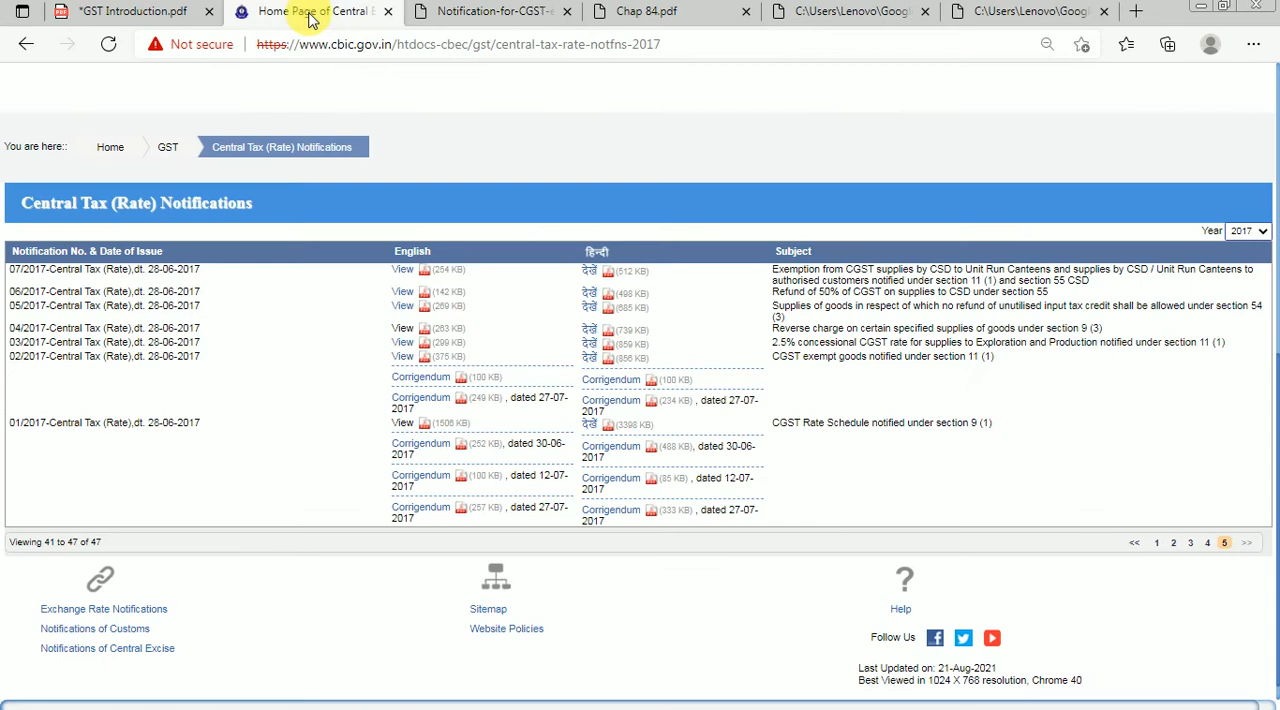 *GST Introduction.pdf
Home Page of Central
Notification-for-CGST-
Chap 84.pdf
C:\Users\Lenovo\Googl
C:\Users\Lenovo\Googl
Not secure
https://www.cbic.gov.in/htdocs-cbec/gst/central-tax-rate-notfns-2017
You are here:: Home GST Central Tax (Rate) Notifications
Central Tax (Rate) Notifications
Year 2017
Notification No. & Date of Issue English हिन्दी Subject
07/2017-Central Tax (Rate),dt. 28-06-2017 View (254 KB) देखें (512 KB) Exemption from CGST supplies by CSD to Unit Run Canteens and supplies by CSD / Unit Run Canteens to
authorised customers notified under section 11 (1) and section 55 CSD
06/2017-Central Tax (Rate),dt. 28-06-2017 View (142 KB) देखें (498 KB) Refund of 50% of CGST on supplies to CSD under section 55
05/2017-Central Tax (Rate),dt. 28-06-2017 View (269 KB) देखें (685 KB) Supplies of goods in respect of which no refund of unutilised input tax credit shall be allowed under section 54
(3)
04/2017-Central Tax (Rate),dt. 28-06-2017 View (263 KB) देखें (739 KB) Reverse charge on certain specified supplies of goods under section 9 (3)
03/2017-Central Tax (Rate),dt. 28-06-2017 View (299 KB) देखें (859 KB) 2.5% concessional CGST rate for supplies to Exploration and Production notified under section 11 (1)
02/2017-Central Tax (Rate),dt. 28-06-2017 View (375 KB) देखें (856 KB) CGST exempt goods notified under section 11 (1)
Corrigendum (100 KB) Corrigendum (100 KB)
Corrigendum (249 KB) , dated 27-07- Corrigendum (234 KB) , dated 27-07-
2017 2017
01/2017-Central Tax (Rate),dt. 28-06-2017 View (1506 KB) देखें (3398 KB) CGST Rate Schedule notified under section 9 (1)
Corrigendum (252 KB), dated 30-06- Corrigendum (488 KB), dated 30-06-
2017 2017
Corrigendum (100 KB) , dated 12-07- Corrigendum (85 KB) , dated 12-07-
2017 2017
Corrigendum (257 KB) , dated 27-07- Corrigendum (333 KB) , dated 27-07-
2017 2017
Viewing 41 to 47 of 47 << 1 2 3 4 5 >>
Exchange Rate Notifications Sitemap Help
Notifications of Customs Website Policies
Follow Us
Notifications of Central Excise
Last Updated on: 21-Aug-2021
Best Viewed in 1024 X 768 resolution, Chrome 40